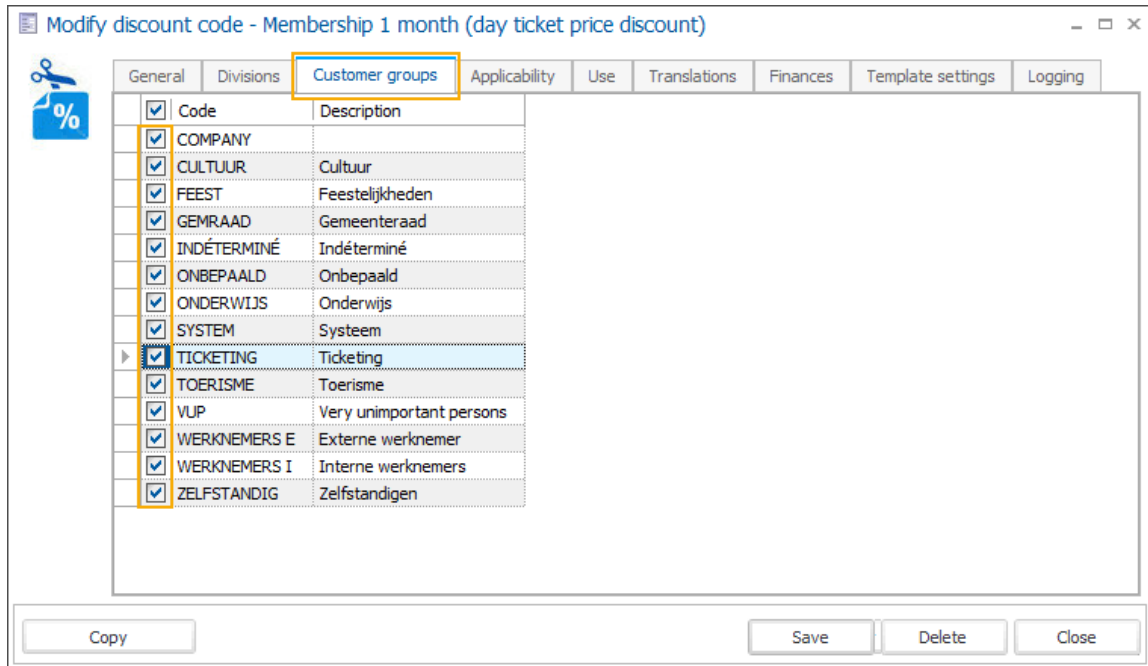 Modify discount code - Membership 1 month (day ticket price discount)
General Divisions Customer groups Applicability Use Translations Finances Template settings Logging
%
Code Description
COMPANY
CULTUUR Cultuur
FEEST Feestelijkheden
GEMRAAD Gemeenteraad
INDÉTERMINÉ Indéterminé
ONBEPAALD Onbepaald
ONDERWIJS Onderwijs
SYSTEM Systeem
TICKETING Ticketing
TOERISME Toerisme
VUP Very unimportant persons
WERKNEMERS E Externe werknemer
WERKNEMERS I Interne werknemers
ZELFSTANDIG Zelfstandigen
Copy Save Delete Close